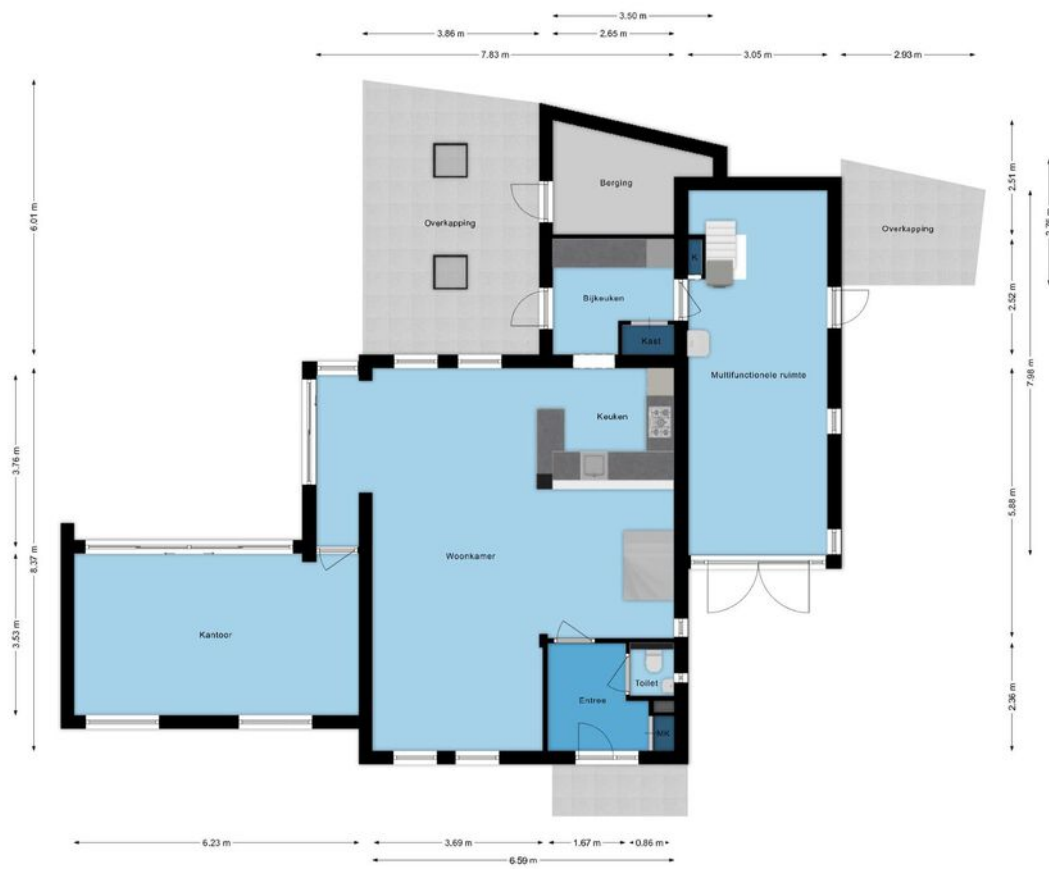 3.50 m
3.86 m
2.65 m
7.83 m
3.05 m
2.93 m
6.01 m
2.51 m
Berging
Overkapping
Overkapping
7.98 m
K
2.52 m
Bijkeuken
Kast
Multifunctionele ruimte
Keuken
3.76 m
5.88 m
8.37 m
Woonkamer
3.53 m
Kantoor
Toilet
Entree
2.36 m
MK
6.23 m
3.69 m
1.67 m
0.86 m
6.59 m